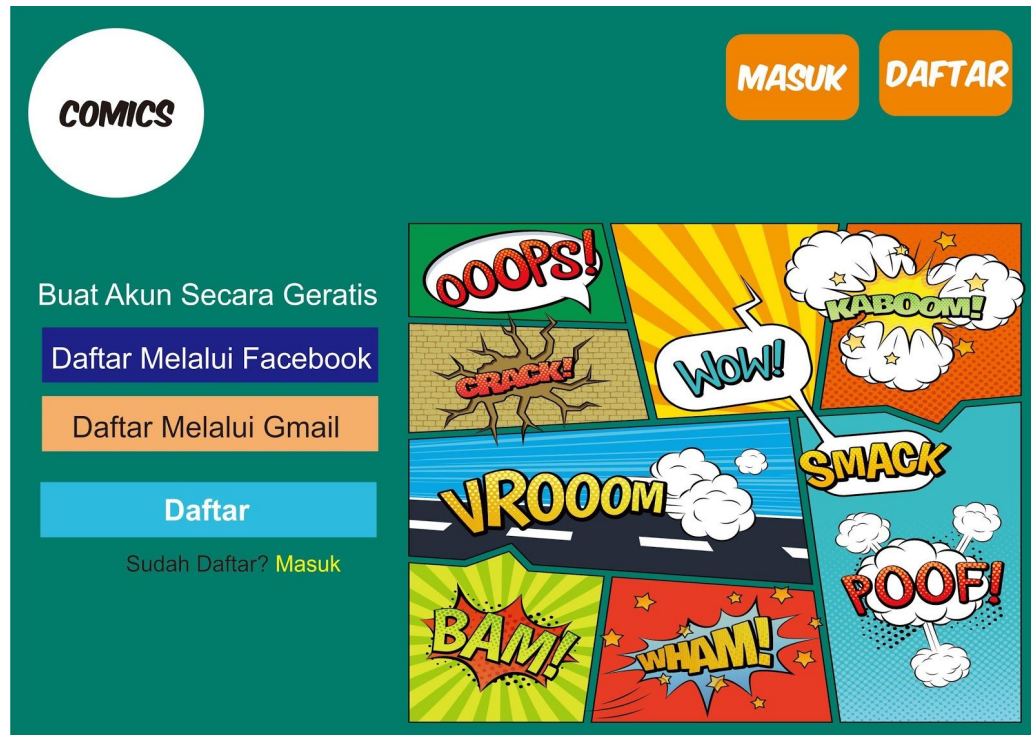 COMICS
MASUK
DAFTAR
Buat Akun Secara Geratis
Daftar Melalui Facebook
Daftar Melalui Gmail
Daftar
Sudah Daftar? Masuk
OOOPS!
KABOOM!
CRACK!
WOW!
SMACK
VROOOM
POOF!
BAM!
WHAM!